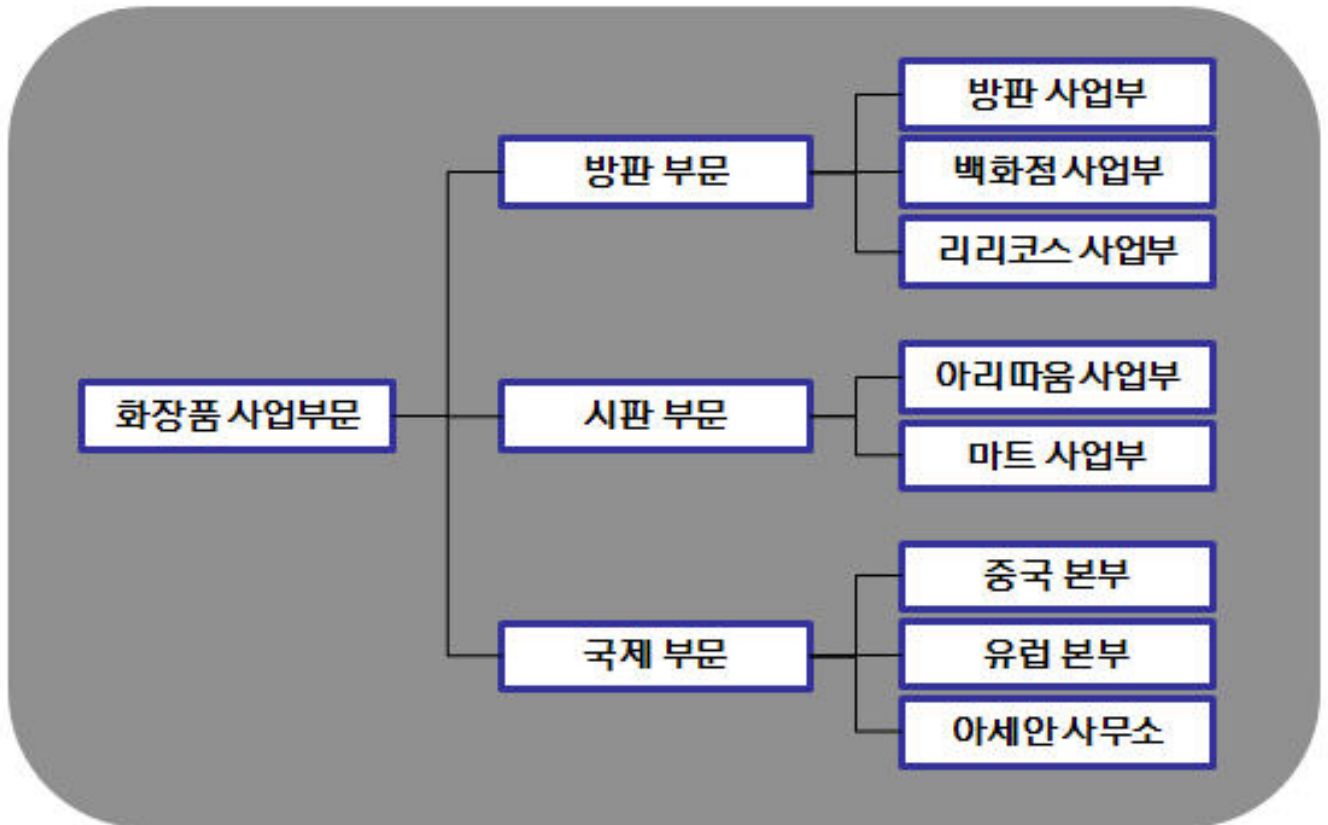 화장품 사업부문
방판 부문
방판 사업부
백화점 사업부
리리코스 사업부
시판 부문
아리따움 사업부
마트 사업부
국제 부문
중국 본부
유럽 본부
아세안 사무소